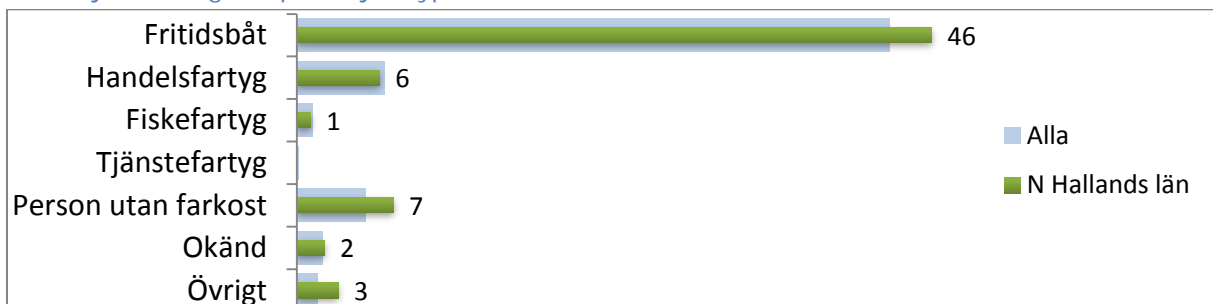 Fritidsbåt 46
Handelsfartyg 6
Fiskefartyg 1
Tjänstefartyg
Person utan farkost 7
Okänd 2
Övrigt 3
Alla
N Hallands län